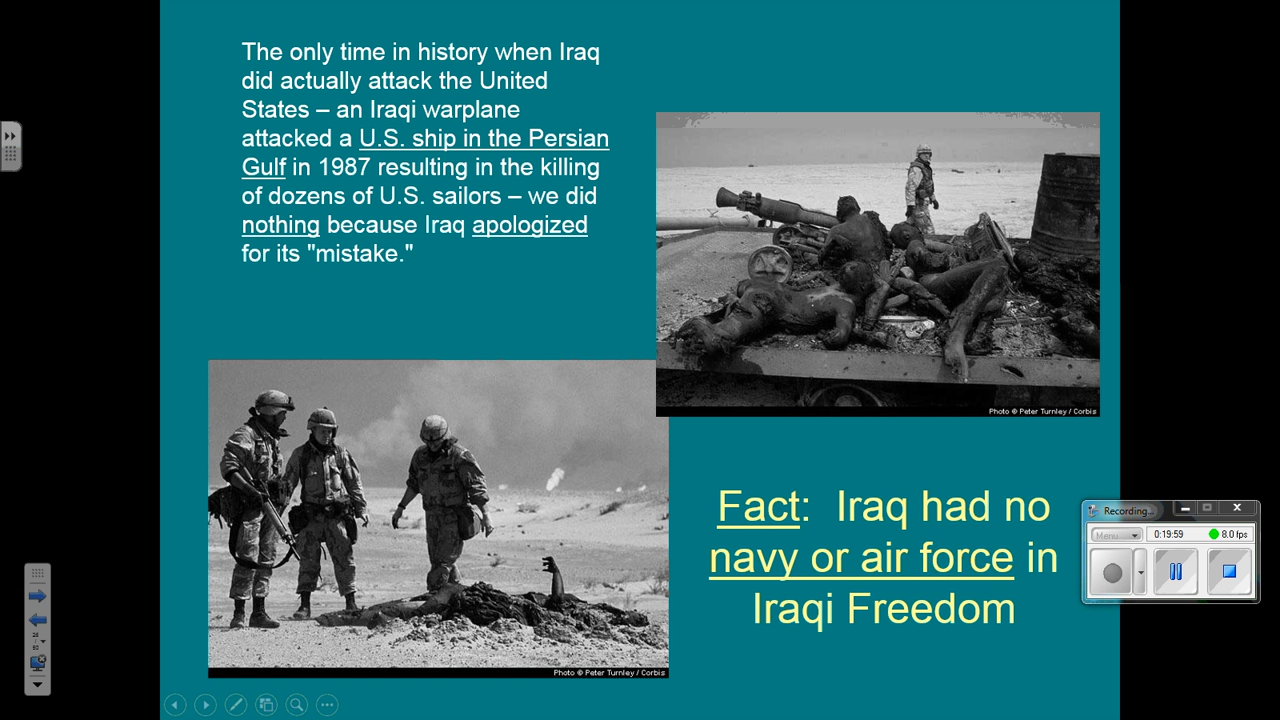 The only time in history when Iraq
did actually attack the United
States – an Iraqi warplane
attacked a U.S. ship in the Persian
Gulf in 1987 resulting in the killing
of dozens of U.S. sailors – we did
nothing because Iraq apologized
for its "mistake."
Photo © Peter Turnley / Corbis
Photo © Peter Turnley / Corbis
Fact: Iraq had no
navy or air force in
Iraqi Freedom
Recording...
Menu
0:19:59
8.0 fps